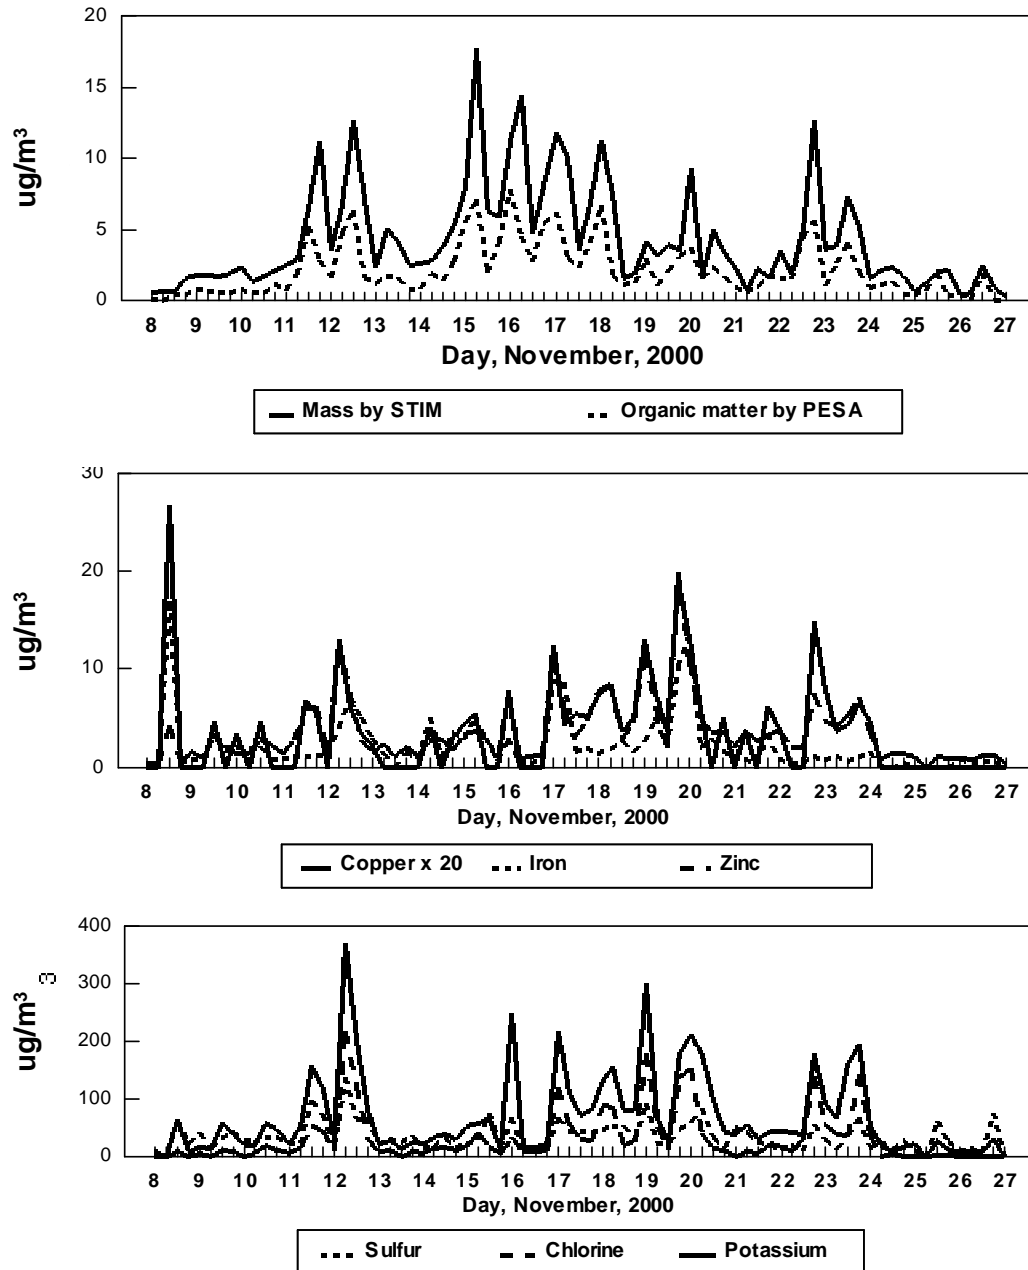 20
15
10
5
0
ug/m³
8 9 10 11 12 13 14 15 16 17 18 19 20 21 22 23 24 25 26 27
Day, November, 2000
Mass by STIM Organic matter by PESA
30
20
10
0
ug/m³
8 9 10 11 12 13 14 15 16 17 18 19 20 21 22 23 24 25 26 27
Day, November, 2000
Copper x 20 Iron Zinc
400
300
200
100
0
ug/m³
3
8 9 10 11 12 13 14 15 16 17 18 19 20 21 22 23 24 25 26 27
Day, November, 2000
Sulfur Chlorine Potassium